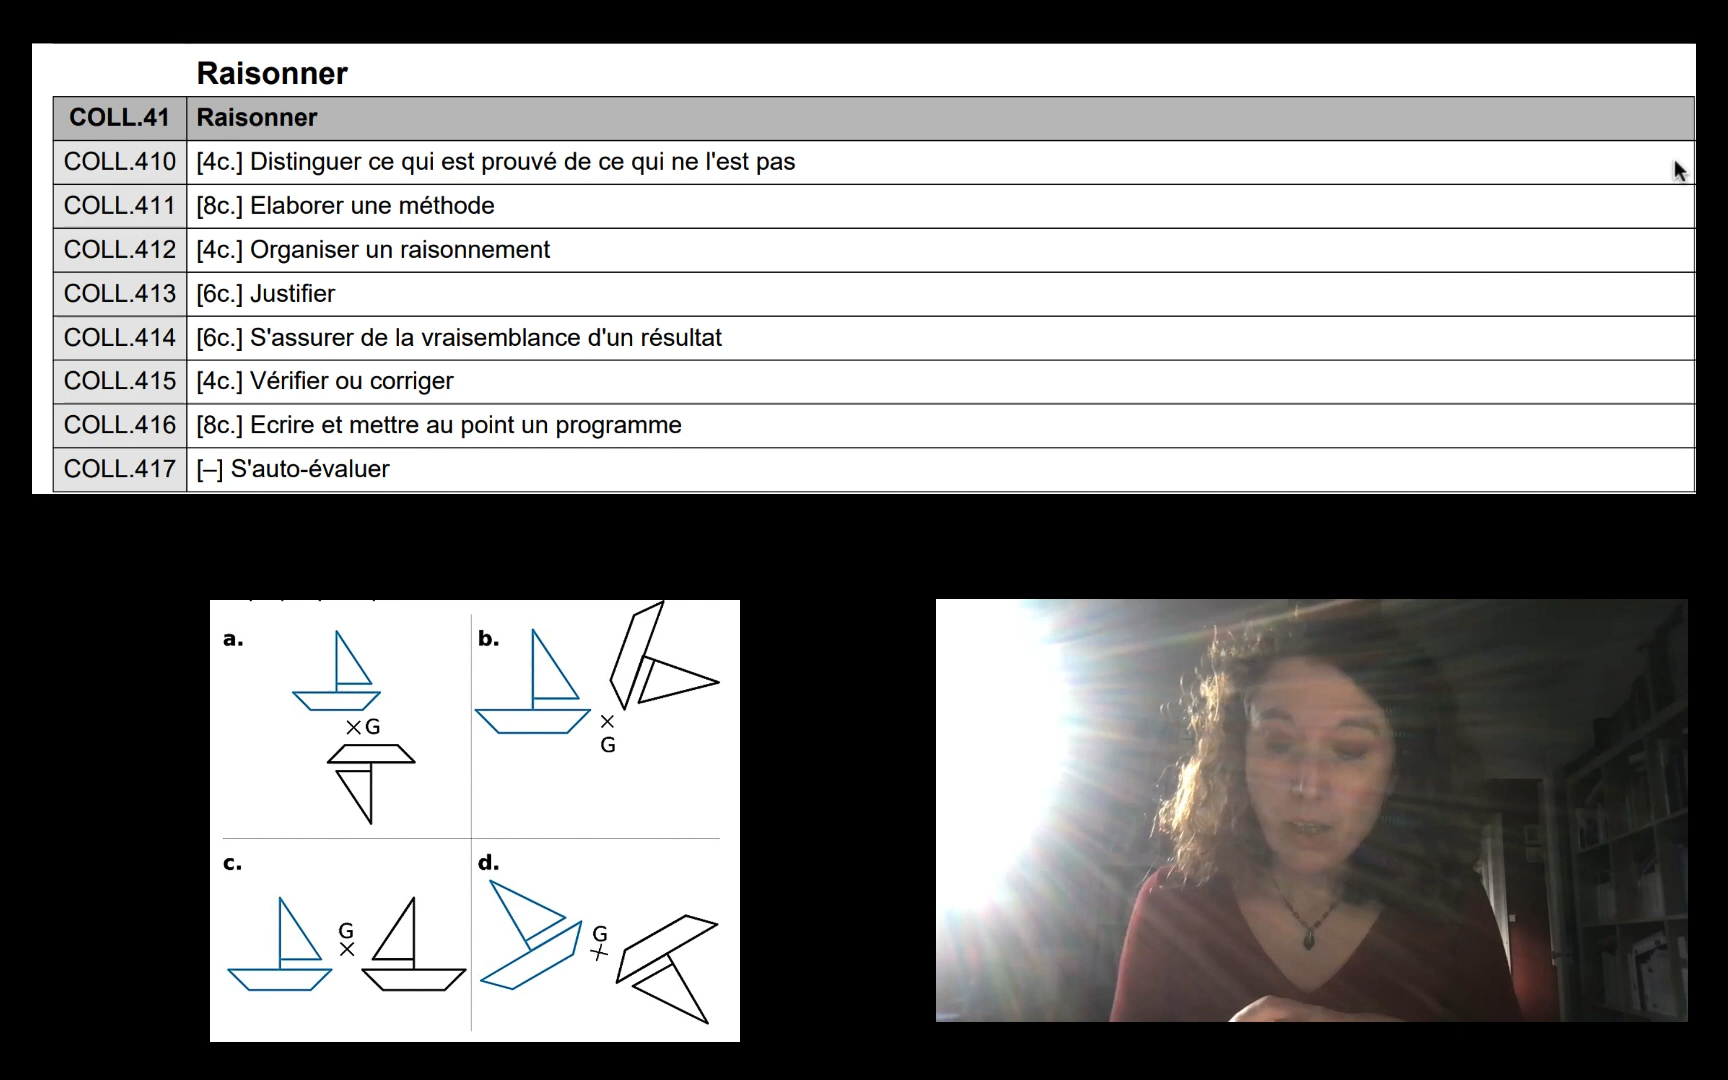 Raisonner
COLL.41 Raisonner
COLL.410 [4c.] Distinguer ce qui est prouvé de ce qui ne l'est pas
COLL.411 [8c.] Elaborer une méthode
COLL.412 [4c.] Organiser un raisonnement
COLL.413 [6c.] Justifier
COLL.414 [6c.] S'assurer de la vraisemblance d'un résultat
COLL.415 [4c.] Vérifier ou corriger
COLL.416 [8c.] Ecrire et mettre au point un programme
COLL.417 [–] S'auto-évaluer
a.
G
b.
G
c.
G
d.
G